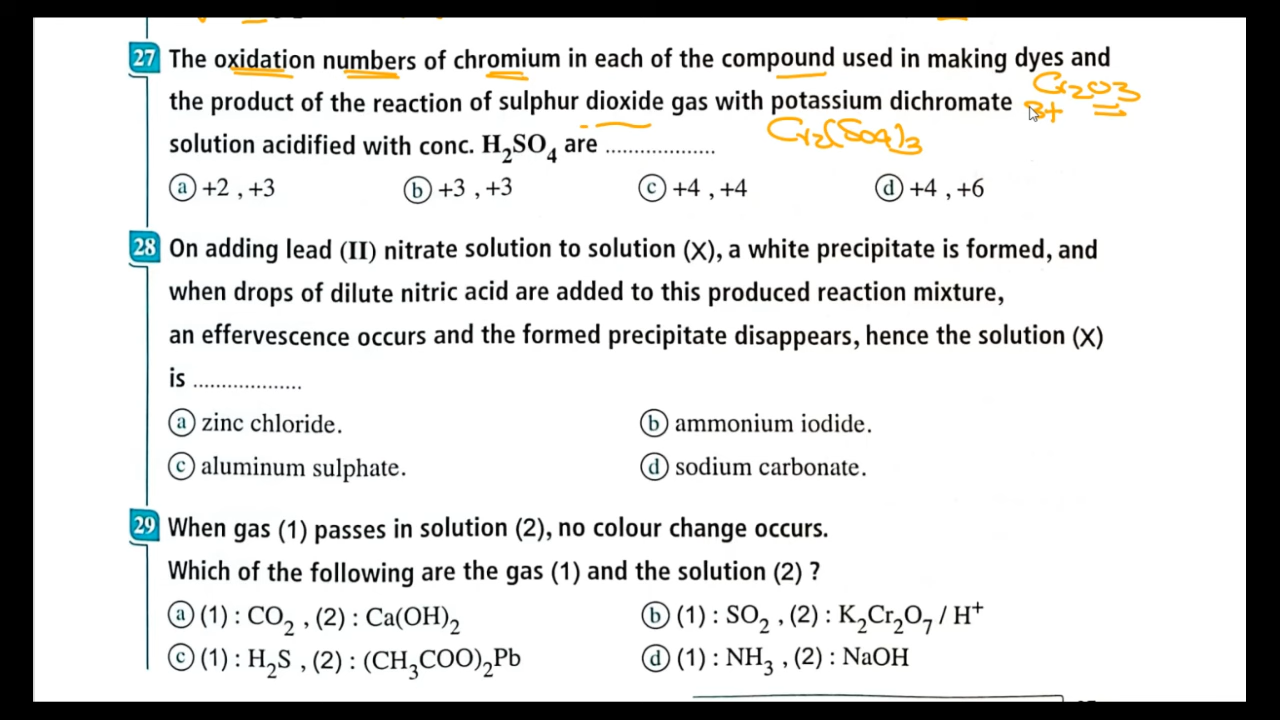 27 The oxidation numbers of chromium in each of the compound used in making dyes and
Cr2O3
the product of the reaction of sulphur dioxide gas with potassium dichromate 3+
Cr2(SO4)3
solution acidified with conc. H₂SO₄ are ...................
a +2 , +3 b +3 , +3 c +4 , +4 d +4 , +6
28 On adding lead (II) nitrate solution to solution (X), a white precipitate is formed, and
when drops of dilute nitric acid are added to this produced reaction mixture,
an effervescence occurs and the formed precipitate disappears, hence the solution (X)
is ...................
a zinc chloride. b ammonium iodide.
c aluminum sulphate. d sodium carbonate.
29 When gas (1) passes in solution (2), no colour change occurs.
Which of the following are the gas (1) and the solution (2) ?
a (1) : CO₂ , (2) : Ca(OH)₂ b (1) : SO₂ , (2) : K₂Cr₂O₇ / H⁺
c (1) : H₂S , (2) : (CH₃COO)₂Pb d (1) : NH₃ , (2) : NaOH